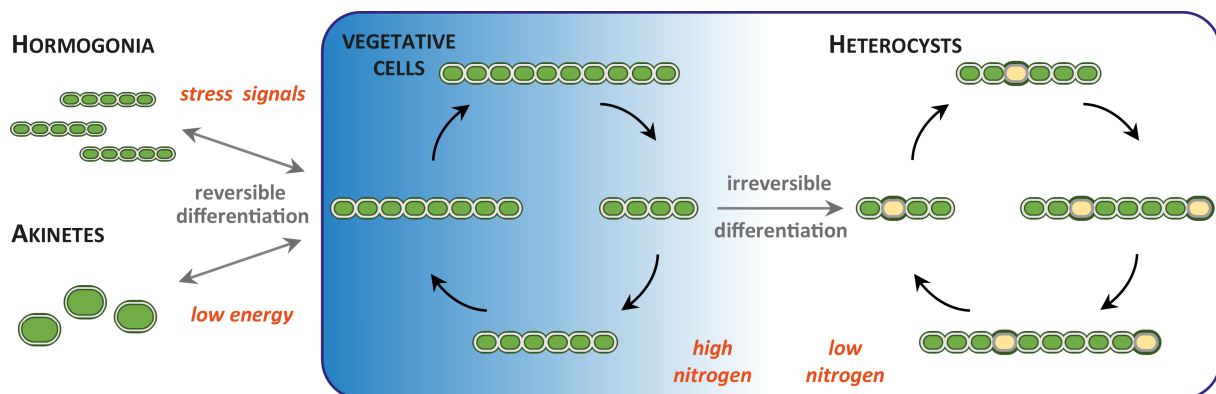 HORMOGONIA
stress signals
reversible
differentiation
AKINETES
low energy
VEGETATIVE
CELLS
irreversible
differentiation
high
nitrogen
HETEROCYSTS
low
nitrogen